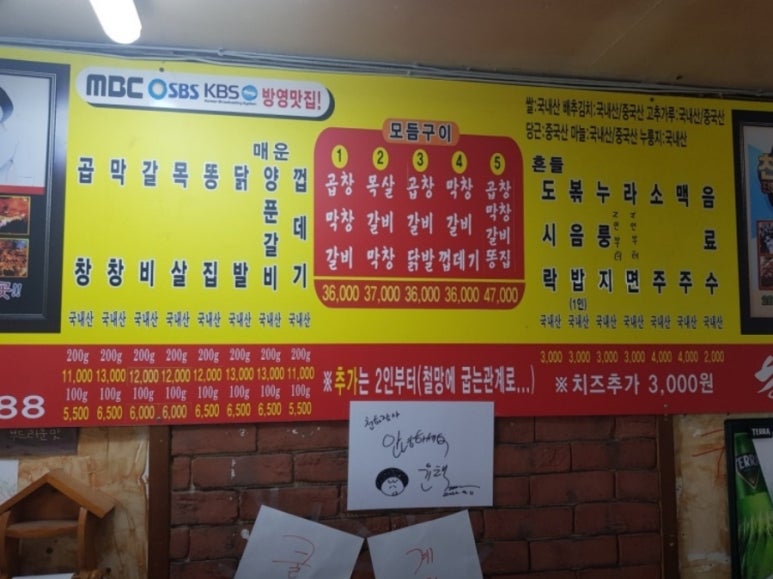 MBC SBS KBS 방영맛집!
쌀:국내산 배추김치:국내산/중국산 고추가루:국내산/중국산
당근:중국산 마늘:국내산/중국산 누룽지:국내산
곱창 막창 갈비 목살 똥집 닭발 매운양푼갈비 껍데기
국내산 국내산 국내산 국내산 국내산 국내산 국내산 국내산
모듬구이
1 2 3 4 5
곱창 목살 곱창 막창 곱창
막창 갈비 갈비 갈비 막창
갈비 막창 닭발 껍데기 갈비
똥집
36,000 37,000 36,000 36,000 47,000
흔들도시락 볶음밥(1인) 누룽지 라면 소주 맥주 음료수
2인부터 2인부터
국내산 국내산 국내산 국내산 국내산 국내산 국내산
200g 200g 200g 200g 200g 200g 200g 200g
11,000 13,000 12,000 12,000 12,000 13,000 13,000 11,000
100g 100g 100g 100g 100g 100g 100g 100g
5,500 6,500 6,000 6,000 6,500 6,500 6,500 5,500
※추가는 2인부터(철망에 굽는관계로...)
3,000 3,000 3,000 3,000 4,000 4,000 2,000
※치즈추가 3,000원
88
윤택
TERRA